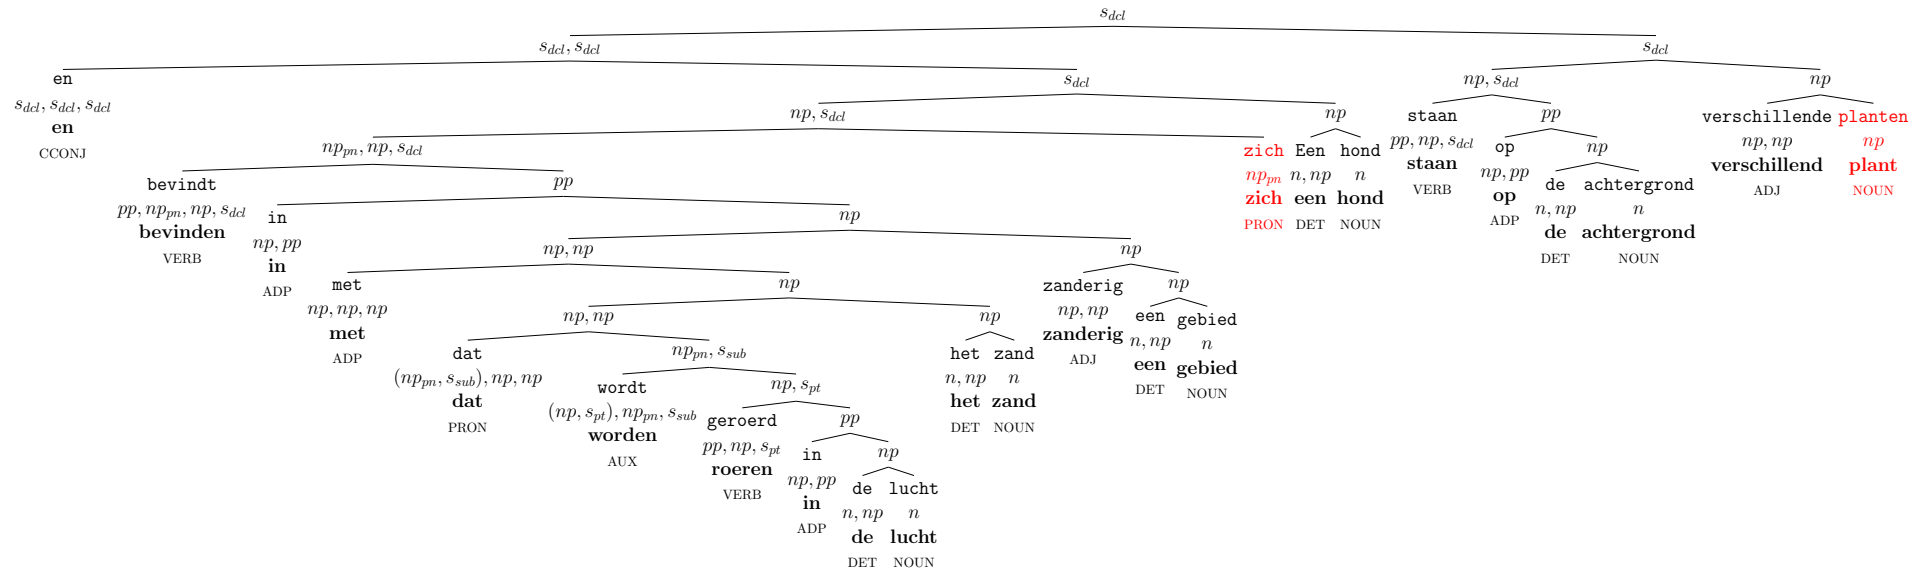 s_dcl
s_dcl, s_dcl s_dcl
en s_dcl np, s_dcl np
s_dcl, s_dcl, s_dcl np, s_dcl np staan pp verschillende planten
en np_pn, np, s_dcl zich Een hond pp, np, s_dcl op np np, np np
CCONJ bevindt pp np_pn n, np n staan np, pp de achtergrond verschillend plant
pp, np_pn, np, s_dcl in np zich een hond VERB op n, np n ADJ NOUN
bevinden np, pp PRON DET NOUN ADP de achtergrond
VERB in np, np np DET NOUN
ADP met np zanderig np
np, np, np np, np een gebied
met np, np np zanderig n, np n
ADP dat np_pn, s_sub het zand ADJ een gebied
(np_pn, s_sub), np, np wordt np, s_pt n, np n DET NOUN
dat (np, s_pt), np_pn, s_sub geroerd pp het zand
PRON worden pp, np, s_pt in np DET NOUN
AUX roeren np, pp de lucht
VERB in n, np n
ADP de lucht
DET NOUN